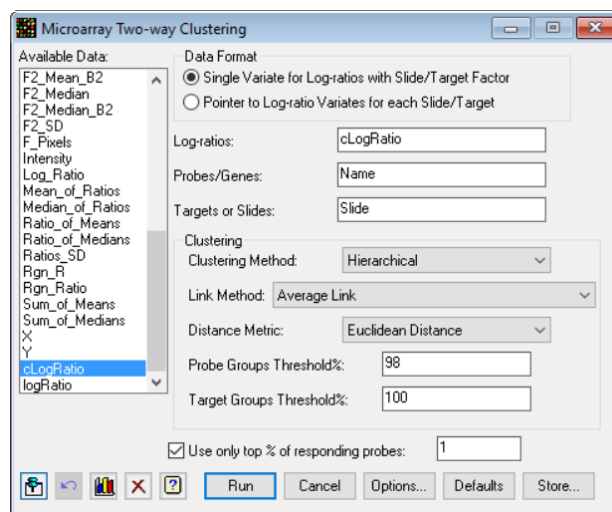 Microarray Two-way Clustering
Available Data:
F2_Mean_B2
F2_Median
F2_Median_B2
F2_SD
F_Pixels
Intensity
Log_Ratio
Mean_of_Ratios
Median_of_Ratios
Ratio_of_Means
Ratio_of_Medians
Ratios_SD
Rgn_R
Rgn_Ratio
Sum_of_Means
Sum_of_Medians
X
Y
cLogRatio
logRatio
Data Format
Single Variate for Log-ratios with Slide/Target Factor
Pointer to Log-ratio Variates for each Slide/Target
Log-ratios: cLogRatio
Probes/Genes: Name
Targets or Slides: Slide
Clustering
Clustering Method: Hierarchical
Link Method: Average Link
Distance Metric: Euclidean Distance
Probe Groups Threshold%: 98
Target Groups Threshold%: 100
Use only top % of responding probes: 1
Run Cancel Options... Defaults Store...